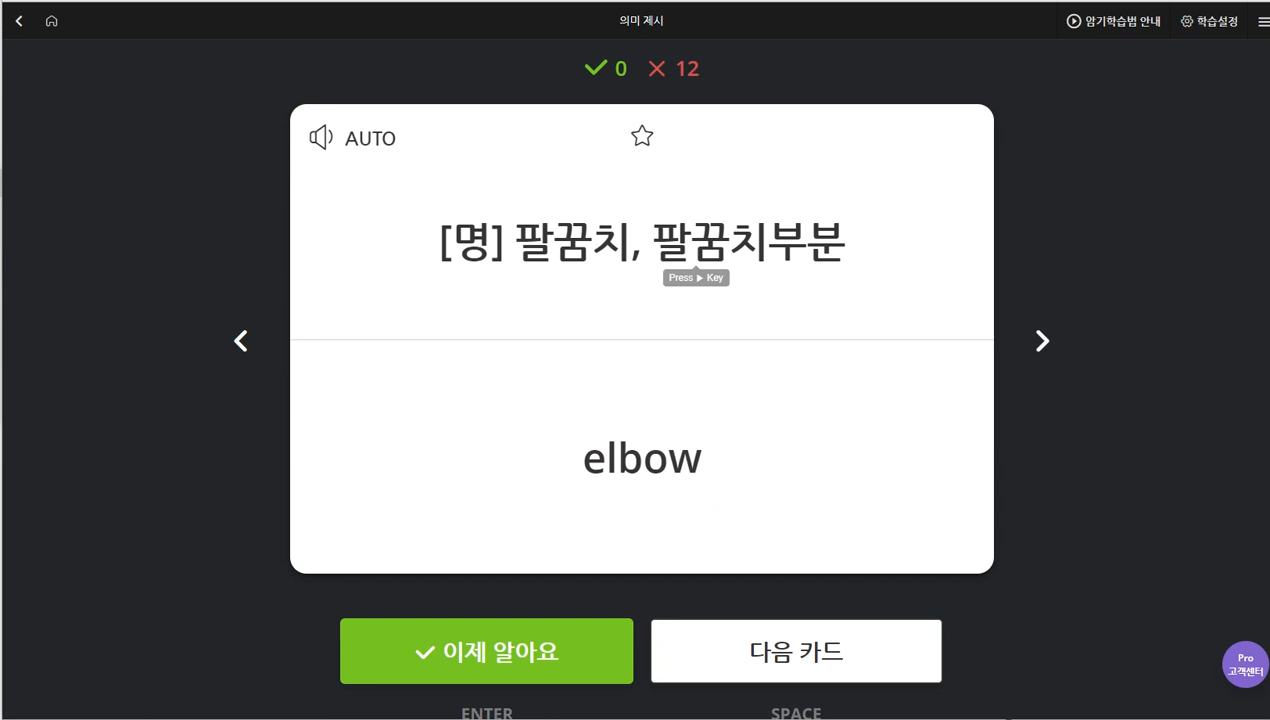 의미 제시
암기학습법 안내
학습설정
0
12
AUTO
[명] 팔꿈치, 팔꿈치부분
Press ▶ Key
elbow
이제 알아요
다음 카드
Pro
고객센터
ENTER
SPACE